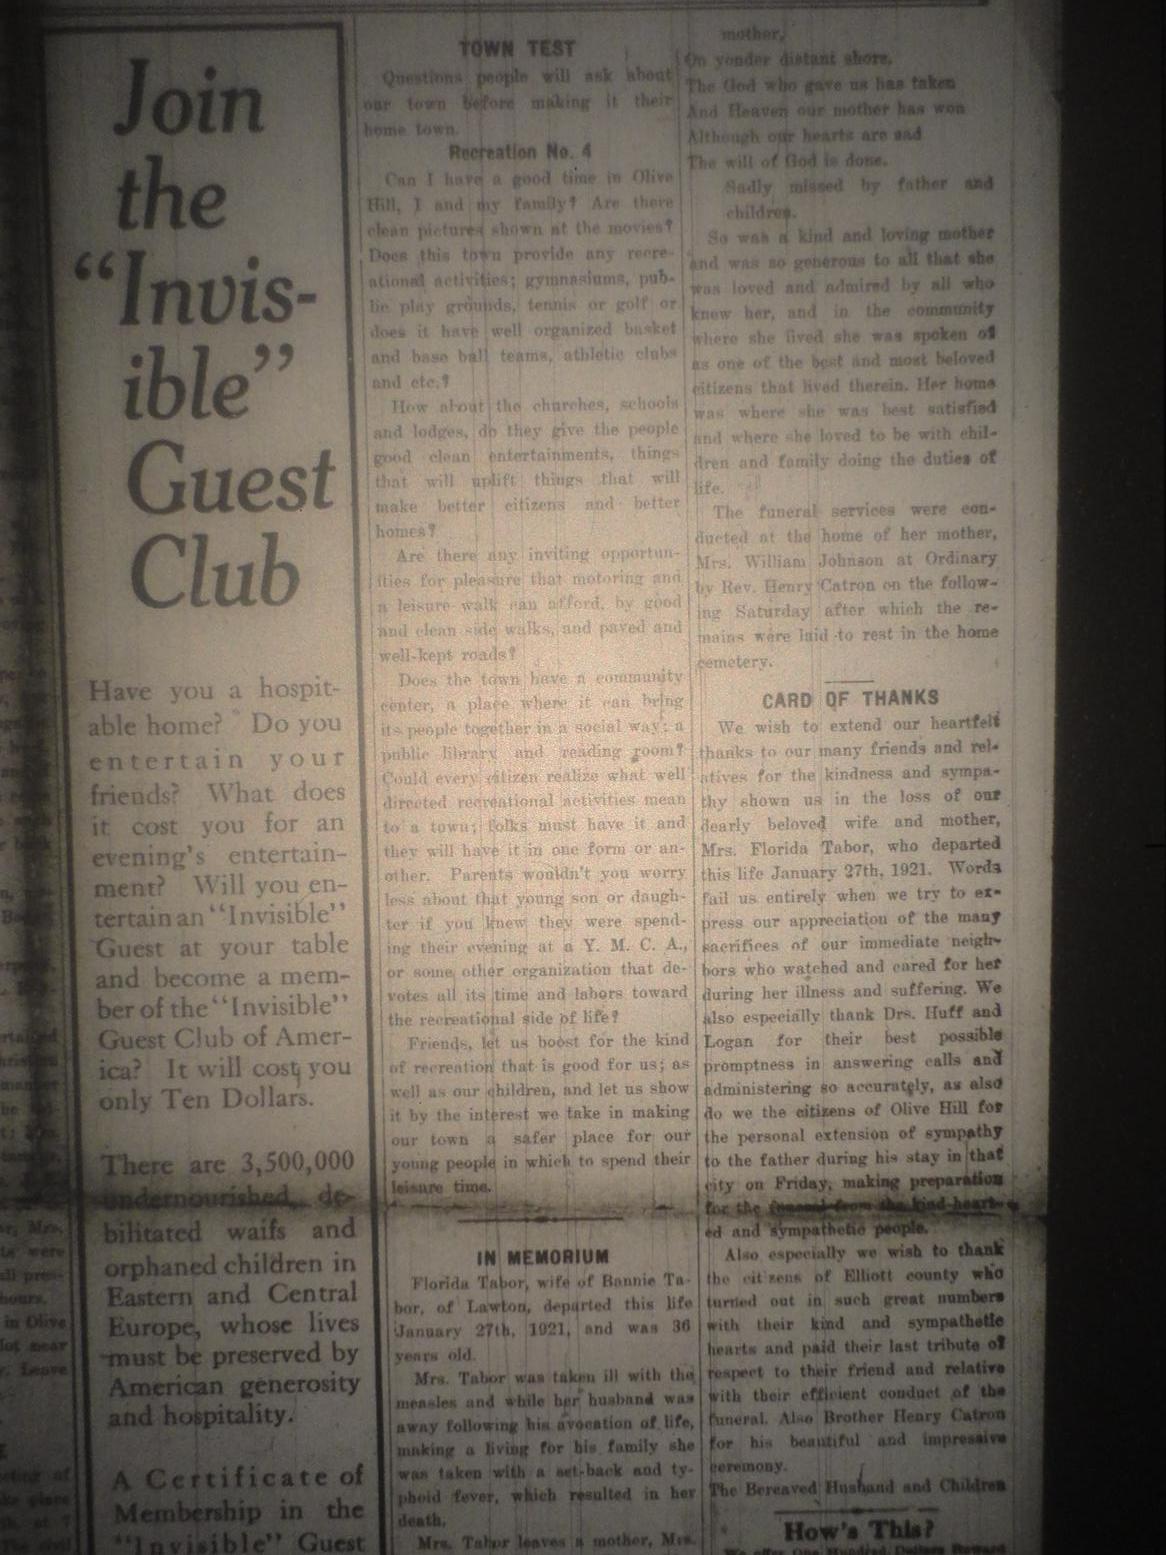 Join
the
“Invis-
ible”
Guest
Club
Have you a hospit-
able home? Do you
entertain your
friends? What does
it cost you for an
evening's entertain-
ment? Will you en-
tertain an “Invisible”
Guest at your table
and become a mem-
ber of the “Invisible”
Guest Club of Amer-
ica? It will cost you
only Ten Dollars.
There are 3,500,000
undernourished, de-
bilitated waifs and
orphaned children in
Eastern and Central
Europe, whose lives
must be preserved by
American generosity
and hospitality.
A Certificate of
Membership in the
“Invisible” Guest
TOWN TEST
Questions people will ask about
our town before making it their
home town.
Recreation No. 4
Can I have a good time in Olive
Hill, I and my family? Are there
clean pictures shown at the movies?
Does this town provide any recre-
ational activities; gymnasiums, pub-
lic play grounds, tennis or golf or
does it have well organized basket
and base ball teams, athletic clubs
and etc.?
How about the churches, schools
and lodges, do they give the people
good clean entertainments, things
that will uplift things that will
make better citizens and better
homes?
Are there any inviting opportun-
ities for pleasure that motoring and
a leisure walk can afford, by good
and clean side walks, and paved and
well-kept roads?
Does the town have a community
center, a place where it can bring
its people together in a social way; a
public library and reading room?
Could every citizen realize what well
directed recreational activities mean
to a town; folks must have it and
they will have it in one form or an-
other. Parents wouldn't you worry
less about that young son or daugh-
ter if you knew they were spend-
ing their evening at a Y. M. C. A.,
or some other organization that de-
votes all its time and labors toward
the recreational side of life?
Friends, let us boost for the kind
of recreation that is good for us; as
well as our children, and let us show
it by the interest we take in making
our town a safer place for our
young people in which to spend their
leisure time.
IN MEMORIUM
Florida Tabor, wife of Bennie Ta-
bor, of Lawton, departed this life
January 27th, 1921, and was 36
years old.
Mrs. Tabor was taken ill with the
measles and while her husband was
away following his avocation of life,
making a living for his family she
was taken with a set-back and ty-
phoid fever, which resulted in her
death.
Mrs. Tabor leaves a mother, Mrs.
mother,
On yonder distant shore.
The God who gave us has taken
And Heaven our mother has won
Although our hearts are sad
The will of God is done.
Sadly missed by father and
children.
So was a kind and loving mother
and was so generous to all that she
was loved and admired by all who
knew her, and in the community
where she lived she was spoken of
as one of the best and most beloved
citizens that lived therein. Her home
was where she was best satisfied
and where she loved to be with chil-
dren and family doing the duties of
life.
The funeral services were con-
ducted at the home of her mother,
Mrs. William Johnson at Ordinary
by Rev. Henry Catron on the follow-
ing Saturday after which the re-
mains were laid to rest in the home
cemetery.
CARD OF THANKS
We wish to extend our heartfelt
thanks to our many friends and rel-
atives for the kindness and sympa-
thy shown us in the loss of our
dearly beloved wife and mother,
Mrs. Florida Tabor, who departed
this life January 27th, 1921. Words
fail us entirely when we try to ex-
press our appreciation of the many
sacrifices of our immediate neigh-
bors who watched and cared for her
during her illness and suffering. We
also especially thank Drs. Huff and
Logan for their best possible
promptness in answering calls and
administering so accurately, as also
do we the citizens of Olive Hill for
the personal extension of sympathy
to the father during his stay in that
city on Friday, making preparation
for the funeral from the kind heart-
ed and sympathetic people.
Also especially we wish to thank
the citizens of Elliott county who
turned out in such great numbers
with their kind and sympathetic
hearts and paid their last tribute of
respect to their friend and relative
with their efficient conduct of the
funeral. Also Brother Henry Catron
for his beautiful and impressive
ceremony.
The Bereaved Husband and Children
How's This?
We offer One Hundred Dollars Reward